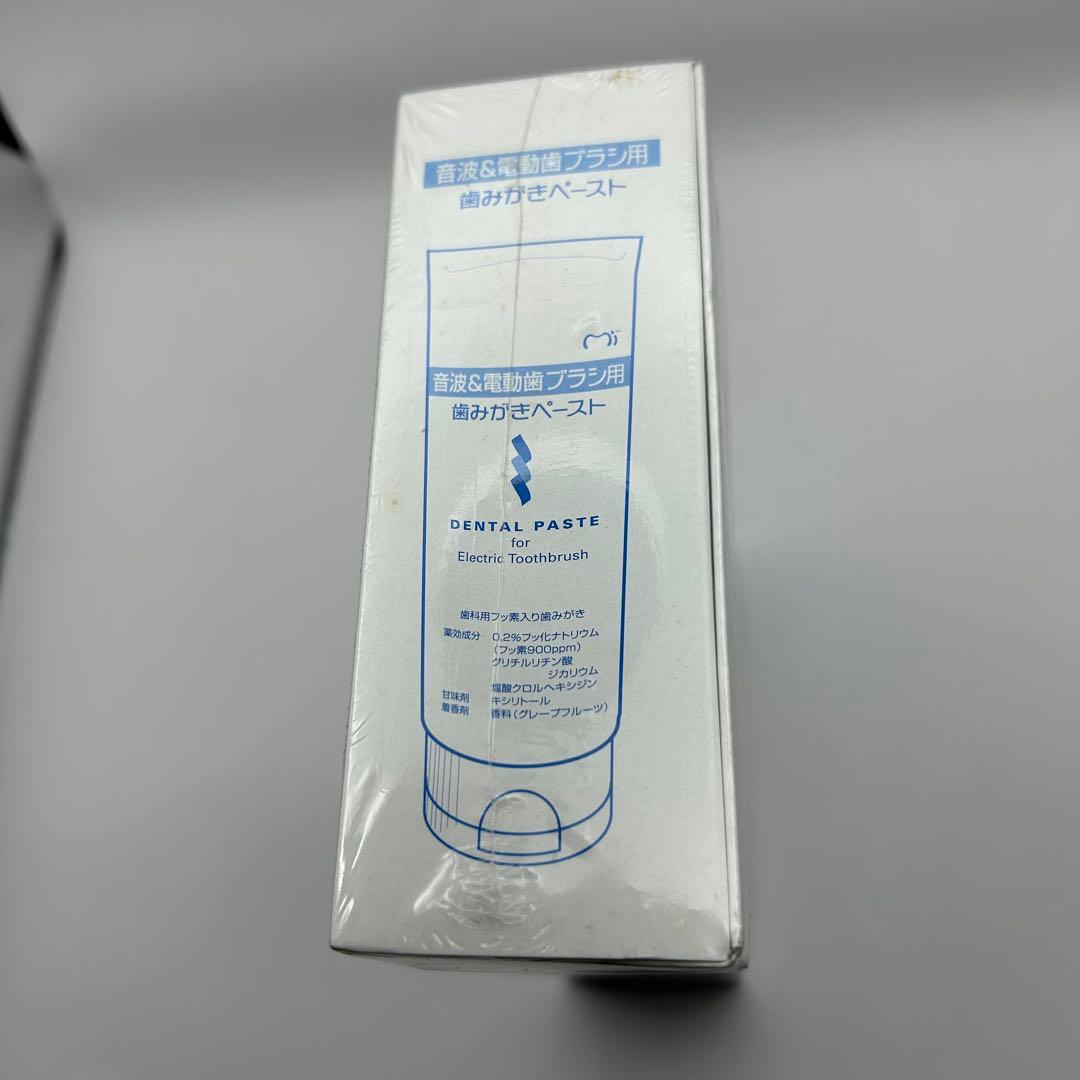 音波&電動歯ブラシ用
歯みがきペースト
Mi
音波&電動歯ブラシ用
歯みがきペースト
DENTAL PASTE
for
Electric Toothbrush
歯科用フッ素入り歯みがき
薬効成分 0.2%フッ化ナトリウム
(フッ素900ppm)
グリチルリチン酸
ジカリウム
塩酸クロルヘキシジン
甘味剤 キシリトール
着香剤 香料(グレープフルーツ)